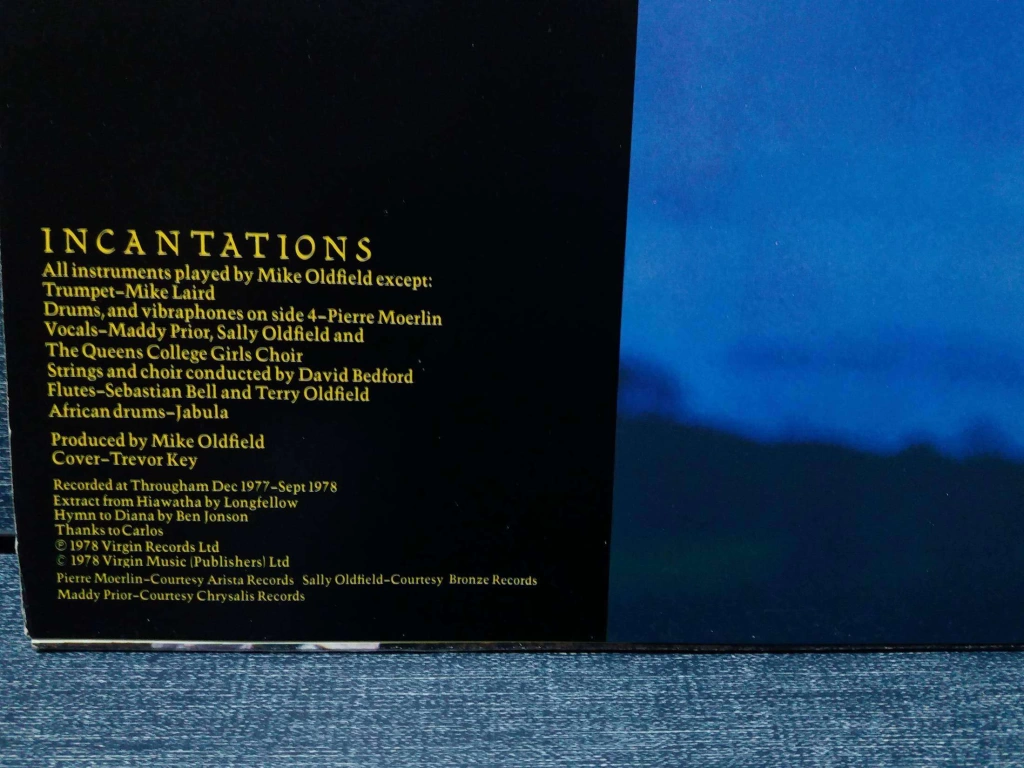 INCANTATIONS
All instruments played by Mike Oldfield except:
Trumpet–Mike Laird
Drums, and vibraphones on side 4–Pierre Moerlin
Vocals–Maddy Prior, Sally Oldfield and
The Queens College Girls Choir
Strings and choir conducted by David Bedford
Flutes–Sebastian Bell and Terry Oldfield
African drums–Jabula
Produced by Mike Oldfield
Cover–Trevor Key
Recorded at Througham Dec 1977–Sept 1978
Extract from Hiawatha by Longfellow
Hymn to Diana by Ben Jonson
Thanks to Carlos
℗ 1978 Virgin Records Ltd
© 1978 Virgin Music (Publishers) Ltd
Pierre Moerlin–Courtesy Arista Records Sally Oldfield–Courtesy Bronze Records
Maddy Prior–Courtesy Chrysalis Records